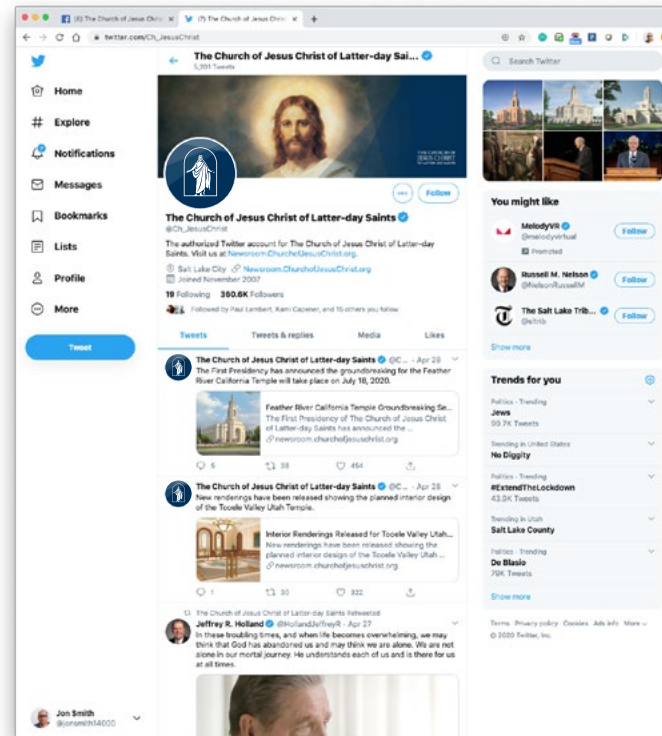 (6) The Church of Jesus Christ
(7) The Church of Jesus Christ
twitter.com/Ch_JesusChrist
Home
Explore
Notifications
Messages
Bookmarks
Lists
Profile
More
Tweet
Jon Smith
@jonsmith14000
The Church of Jesus Christ of Latter-day Sai...
5,201 Tweets
THE CHURCH OF
JESUS CHRIST
OF LATTER-DAY SAINTS
Follow
The Church of Jesus Christ of Latter-day Saints
@Ch_JesusChrist
The authorized Twitter account for The Church of Jesus Christ of Latter-day
Saints. Visit us at Newsroom.ChurchofJesusChrist.org.
Salt Lake City Newsroom.ChurchofJesusChrist.org
Joined November 2007
19 Following 360.6K Followers
Followed by Paul Lambert, Kami Capener, and 15 others you follow
Tweets Tweets & replies Media Likes
The Church of Jesus Christ of Latter-day Saints @C... · Apr 28
The First Presidency has announced the groundbreaking for the Feather
River California Temple will take place on July 18, 2020.
Feather River California Temple Groundbreaking Se...
The First Presidency of The Church of Jesus Christ
of Latter-day Saints has announced the ...
newsroom.churchofjesuschrist.org
5 38 454
The Church of Jesus Christ of Latter-day Saints @C... · Apr 28
New renderings have been released showing the planned interior design
of the Tooele Valley Utah Temple.
Interior Renderings Released for Tooele Valley Utah...
New renderings have been released showing the
planned interior design of the Tooele Valley Utah ...
newsroom.churchofjesuschrist.org
1 30 322
The Church of Jesus Christ of Latter-day Saints Retweeted
Jeffrey R. Holland @HollandJeffreyR · Apr 27
In these troubling times, and when life becomes overwhelming, we may
think that God has abandoned us and may think we are alone. We are not
alone in our mortal journey. He understands each of us and is there for us
at all times.
Search Twitter
You might like
MelodyVR
@melodyvirtual
Promoted
Follow
Russell M. Nelson
@NelsonRussellM
Follow
The Salt Lake Trib...
@sltrib
Follow
Show more
Trends for you
Politics · Trending
Jews
99.7K Tweets
Trending in United States
No Diggity
Politics · Trending
#ExtendTheLockdown
43.9K Tweets
Trending in Utah
Salt Lake County
Politics · Trending
De Blasio
79K Tweets
Show more
Terms Privacy policy Cookies Ads info More
© 2020 Twitter, Inc.